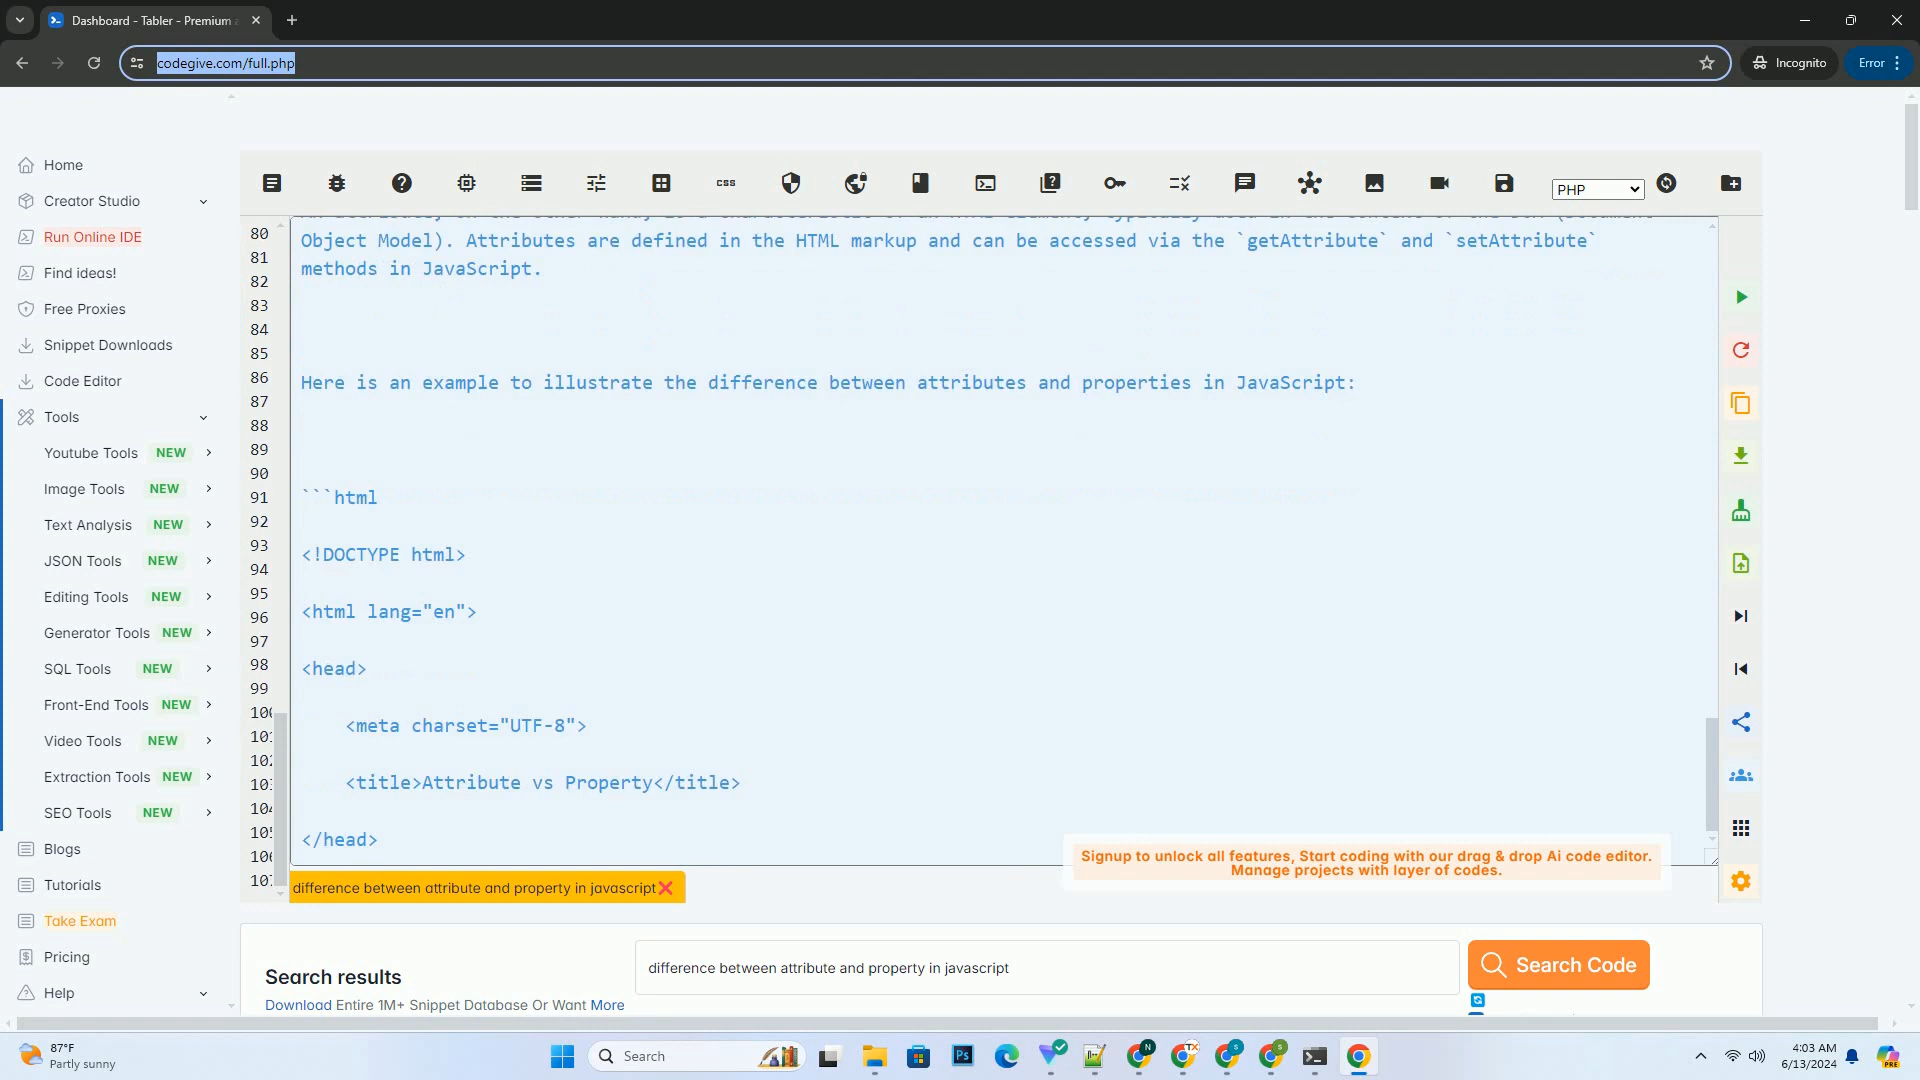 Dashboard - Tabler - Premium
codegive.com/full.php
Incognito
Error
Home
Creator Studio
Run Online IDE
Find ideas!
Free Proxies
Snippet Downloads
Code Editor
Tools
Youtube Tools NEW
Image Tools NEW
Text Analysis NEW
JSON Tools NEW
Editing Tools NEW
Generator Tools NEW
SQL Tools NEW
Front-End Tools NEW
Video Tools NEW
Extraction Tools NEW
SEO Tools NEW
Blogs
Tutorials
Take Exam
Pricing
Help
css
PHP
80
81
82
83
84
85
86
87
88
89
90
91
92
93
94
95
96
97
98
99
Object Model). Attributes are defined in the HTML markup and can be accessed via the `getAttribute` and `setAttribute`
methods in JavaScript.
Here is an example to illustrate the difference between attributes and properties in JavaScript:
```html
<!DOCTYPE html>
<html lang="en">
<head>
<meta charset="UTF-8">
<title>Attribute vs Property</title>
</head>
Signup to unlock all features, Start coding with our drag & drop Ai code editor.
Manage projects with layer of codes.
difference between attribute and property in javascript
Search results
difference between attribute and property in javascript
Search Code
Download Entire 1M+ Snippet Database Or Want More
87°F
Partly sunny
Search
4:03 AM
6/13/2024